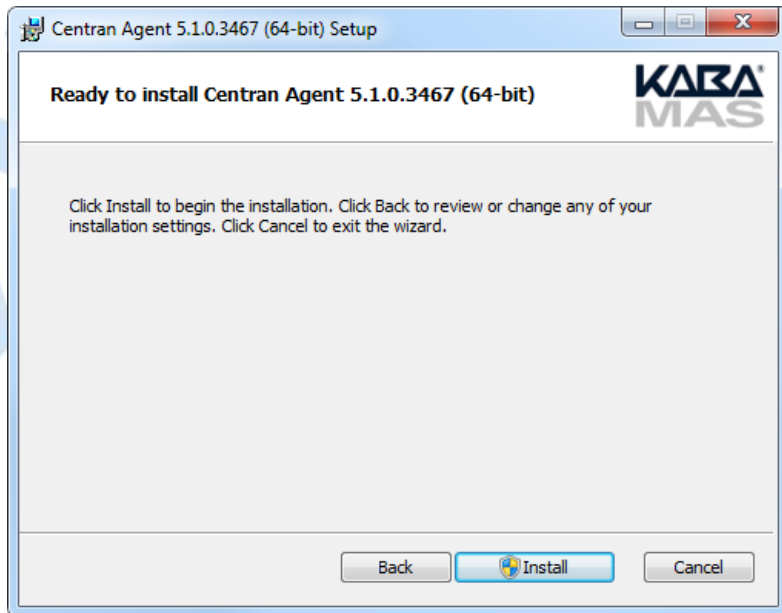 Centran Agent 5.1.0.3467 (64-bit) Setup
Ready to install Centran Agent 5.1.0.3467 (64-bit)
KABA
MAS
Click Install to begin the installation. Click Back to review or change any of your
installation settings. Click Cancel to exit the wizard.
Back
Install
Cancel